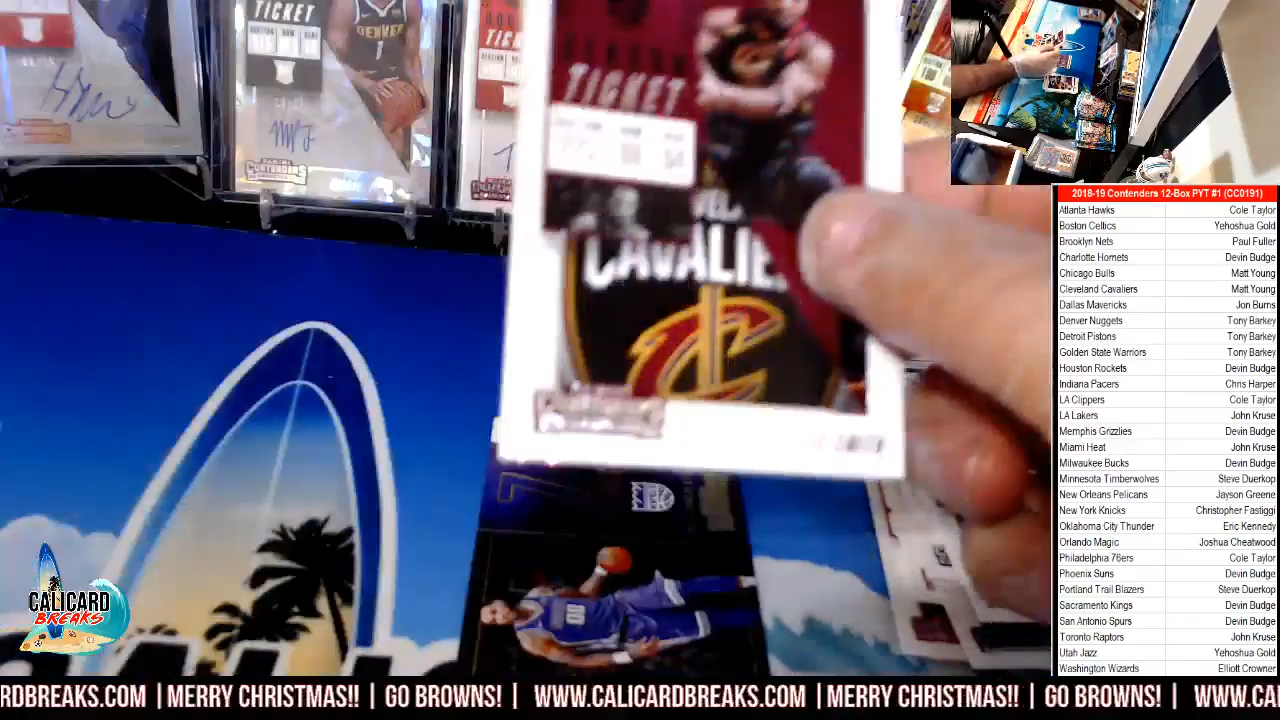 TICKET
DENVER
1
PANINI
CONTENDERS
TICKET
CAVALIE
CALICARD
BREAKS
2018-19 Contenders 12-Box PYT #1 (CC0191)
Atlanta Hawks Cole Taylor
Boston Celtics Yehoshua Gold
Brooklyn Nets Paul Fuller
Charlotte Hornets Devin Budge
Chicago Bulls Matt Young
Cleveland Cavaliers Matt Young
Dallas Mavericks Jon Burns
Denver Nuggets Tony Barkey
Detroit Pistons Tony Barkey
Golden State Warriors Tony Barkey
Houston Rockets Devin Budge
Indiana Pacers Chris Harper
LA Clippers Cole Taylor
LA Lakers John Kruse
Memphis Grizzlies Devin Budge
Miami Heat John Kruse
Milwaukee Bucks Devin Budge
Minnesota Timberwolves Steve Duerkop
New Orleans Pelicans Jayson Greene
New York Knicks Christopher Fastiggi
Oklahoma City Thunder Eric Kennedy
Orlando Magic Joshua Cheatwood
Philadelphia 76ers Cole Taylor
Phoenix Suns Devin Budge
Portland Trail Blazers Steve Duerkop
Sacramento Kings Devin Budge
San Antonio Spurs Devin Budge
Toronto Raptors John Kruse
Utah Jazz Yehoshua Gold
Washington Wizards Elliott Crowner
RDBREAKS.COM | MERRY CHRISTMAS!! | GO BROWNS! | WWW.CALICARDBREAKS.COM | MERRY CHRISTMAS!! | GO BROWNS! | WWW.CA